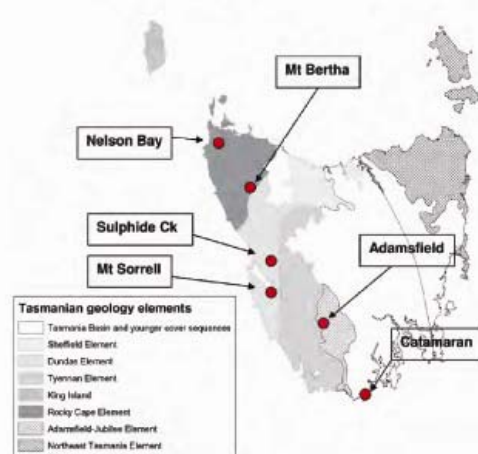 Mt Bertha
Nelson Bay
Sulphide Ck
Adamsfield
Mt Sorrell
Catamaran
Tasmanian geology elements
Tasmania Basin and younger cover sequences
Sheffield Element
Dundas Element
Tyennan Element
King Island
Rocky Cape Element
Adamsfield-Jubilee Element
Northeast Tasmania Element